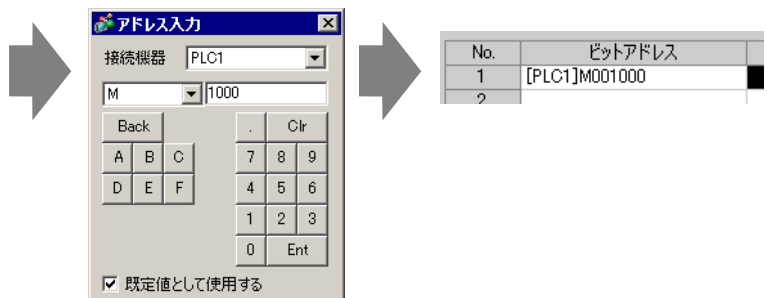 アドレス入力
接続機器 PLC1
M 1000
Back . Clr
A B C 7 8 9
D E F 4 5 6
1 2 3
0 Ent
既定値として使用する
No. ビットアドレス
1 [PLC1]M001000
2